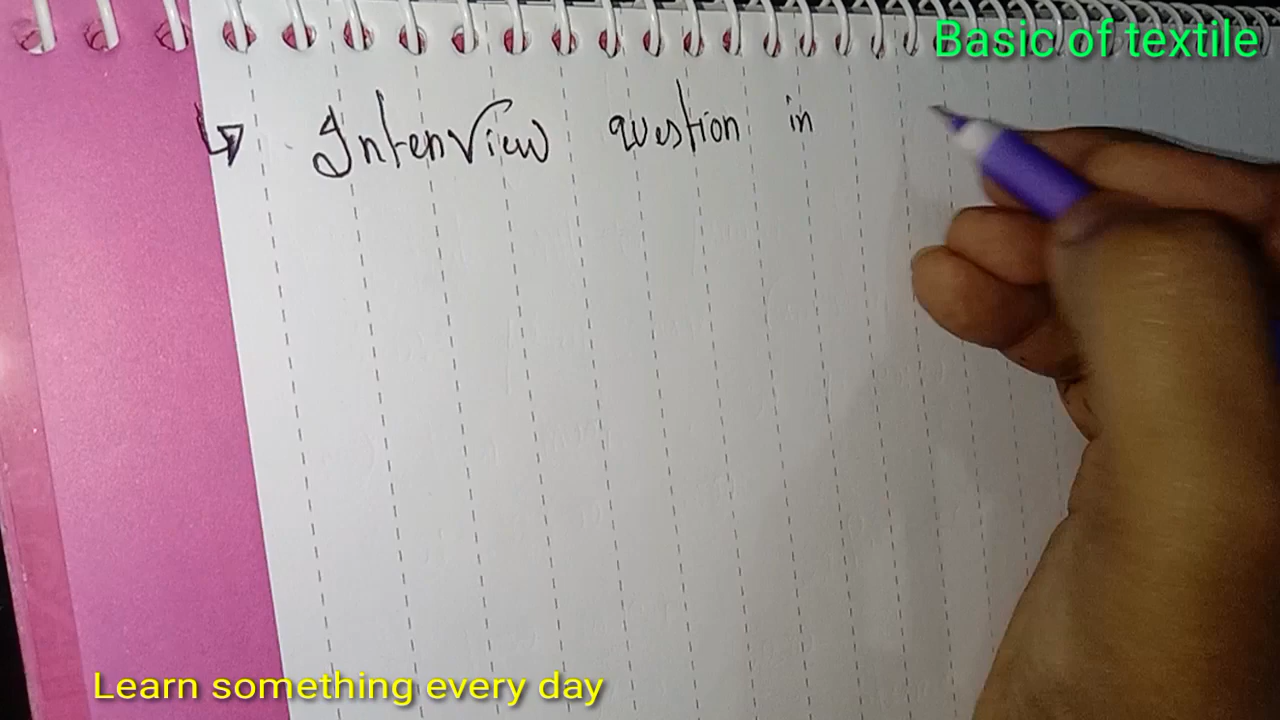 Basic of textile
Interview question in
Learn something every day